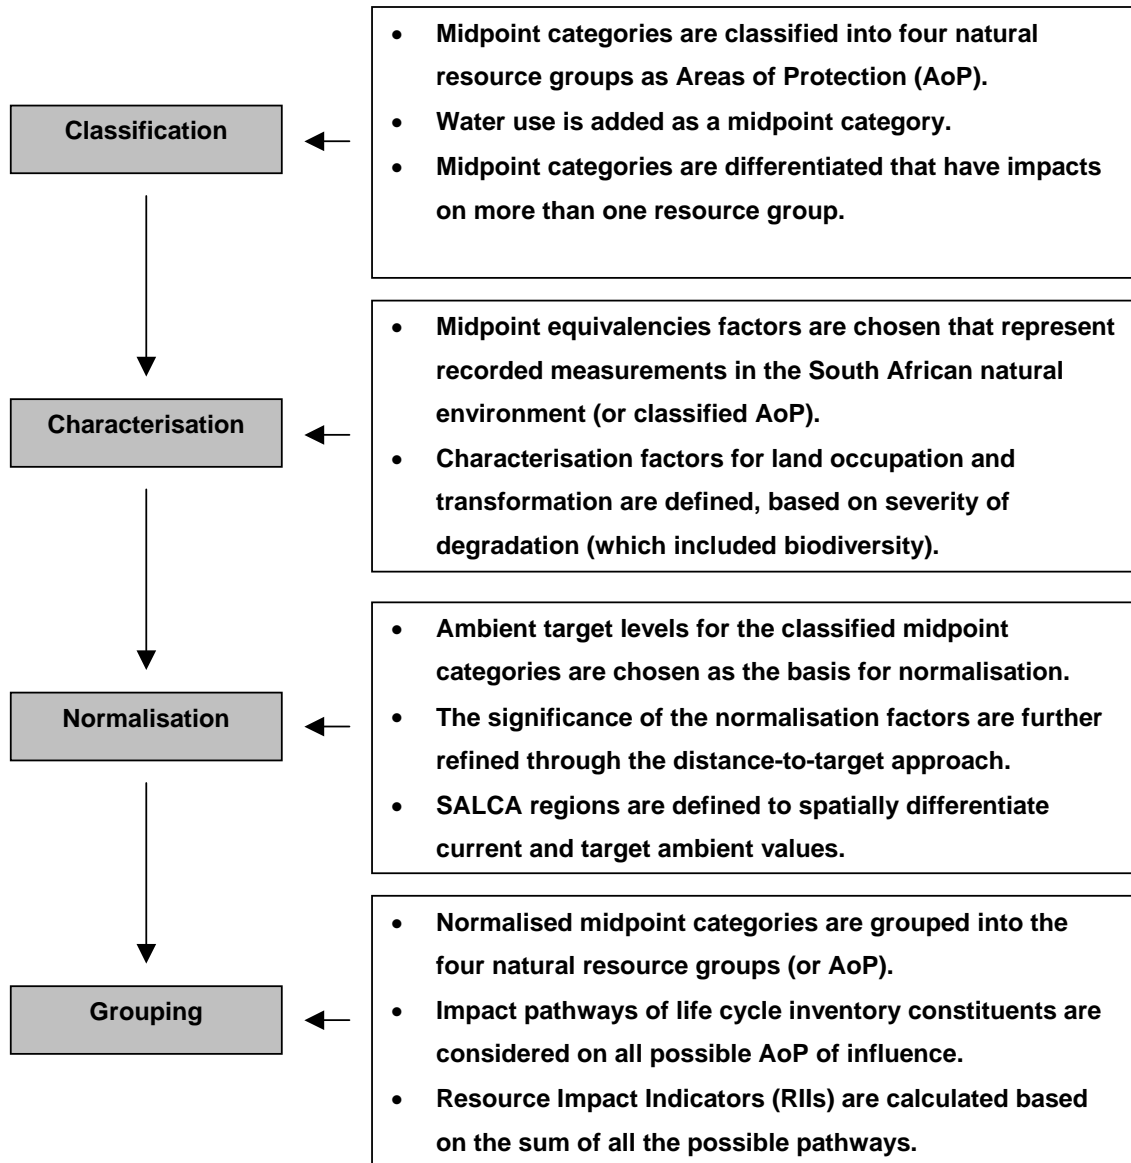 Classification
• Midpoint categories are classified into four natural
resource groups as Areas of Protection (AoP).
• Water use is added as a midpoint category.
• Midpoint categories are differentiated that have impacts
on more than one resource group.
Characterisation
• Midpoint equivalencies factors are chosen that represent
recorded measurements in the South African natural
environment (or classified AoP).
• Characterisation factors for land occupation and
transformation are defined, based on severity of
degradation (which included biodiversity).
Normalisation
• Ambient target levels for the classified midpoint
categories are chosen as the basis for normalisation.
• The significance of the normalisation factors are further
refined through the distance-to-target approach.
• SALCA regions are defined to spatially differentiate
current and target ambient values.
Grouping
• Normalised midpoint categories are grouped into the
four natural resource groups (or AoP).
• Impact pathways of life cycle inventory constituents are
considered on all possible AoP of influence.
• Resource Impact Indicators (RIIs) are calculated based
on the sum of all the possible pathways.